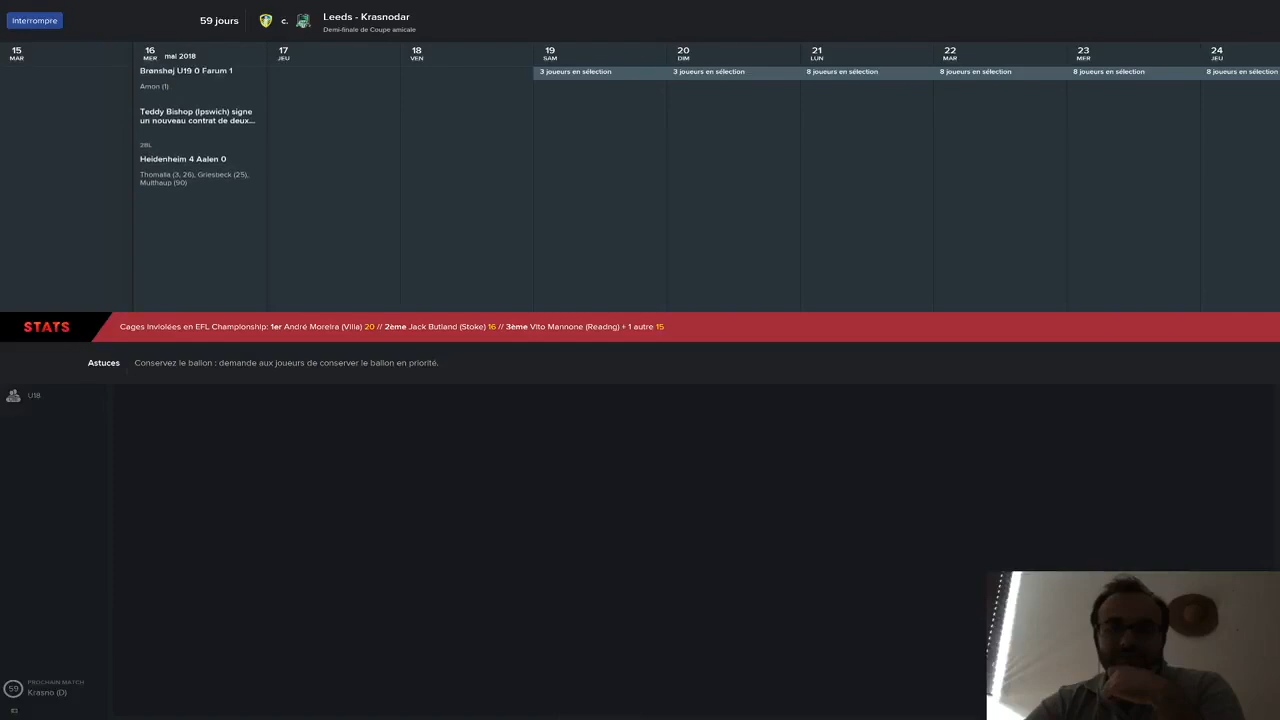 Interrompre
59 jours
c.
Leeds - Krasnodar
Demi-finale de Coupe amicale
15
MAR
16
MER
mai 2018
17
JEU
18
VEN
19
SAM
20
DIM
21
LUN
22
MAR
23
MER
24
JEU
Brønshøj U19 0 Farum 1
Amon (1)
Teddy Bishop (Ipswich) signe
un nouveau contrat de deux...
2BL
Heidenheim 4 Aalen 0
Thomalla (3, 26), Griesbeck (25),
Multhaup (90)
3 joueurs en sélection
3 joueurs en sélection
8 joueurs en sélection
8 joueurs en sélection
8 joueurs en sélection
8 joueurs en sélection
STATS
Cages inviolées en EFL Championship: 1er André Moreira (Villa) 20 // 2ème Jack Butland (Stoke) 16 // 3ème Vito Mannone (Readng) + 1 autre 15
Astuces
Conservez le ballon : demande aux joueurs de conserver le ballon en priorité.
U18
59
PROCHAIN MATCH
Krasno (D)